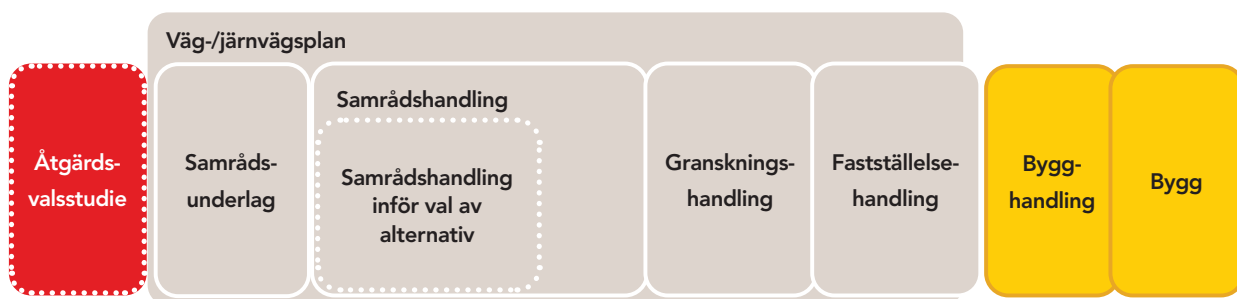 Väg-/järnvägsplan
Åtgärds-
valsstudie
Samråds-
underlag
Samrådshandling
Samrådshandling
inför val av
alternativ
Gransknings-
handling
Fastställelse-
handling
Bygg-
handling
Bygg